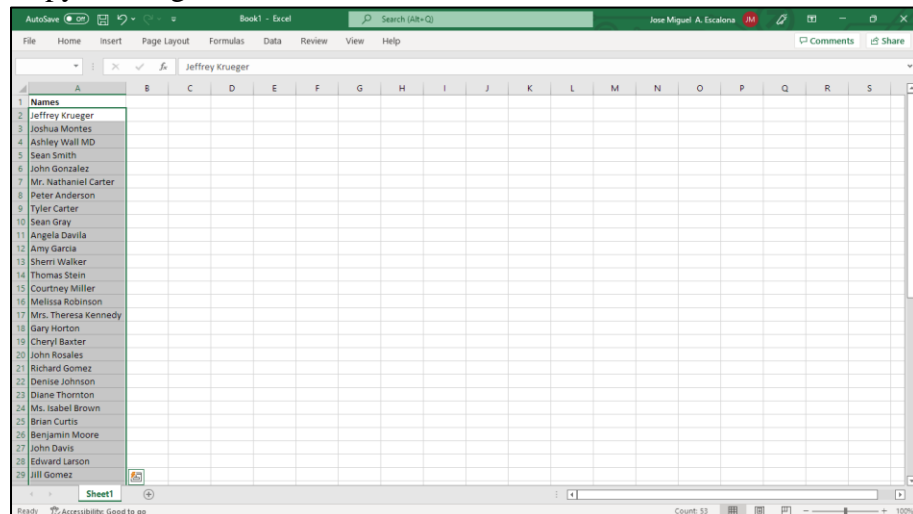 AutoSave Off Book1 - Excel Search (Alt+Q) Jose Miguel A. Escalona JM
File Home Insert Page Layout Formulas Data Review View Help Comments Share
fx Jeffrey Krueger
A B C D E F G H I J K L M N O P Q R S
1 Names
2 Jeffrey Krueger
3 Joshua Montes
4 Ashley Wall MD
5 Sean Smith
6 John Gonzalez
7 Mr. Nathaniel Carter
8 Peter Anderson
9 Tyler Carter
10 Sean Gray
11 Angela Davila
12 Amy Garcia
13 Sherri Walker
14 Thomas Stein
15 Courtney Miller
16 Melissa Robinson
17 Mrs. Theresa Kennedy
18 Gary Horton
19 Cheryl Baxter
20 John Rosales
21 Richard Gomez
22 Denise Johnson
23 Diane Thornton
24 Ms. Isabel Brown
25 Brian Curtis
26 Benjamin Moore
27 John Davis
28 Edward Larson
29 Jill Gomez
Sheet1
Ready Accessibility: Good to go Count: 53 100%